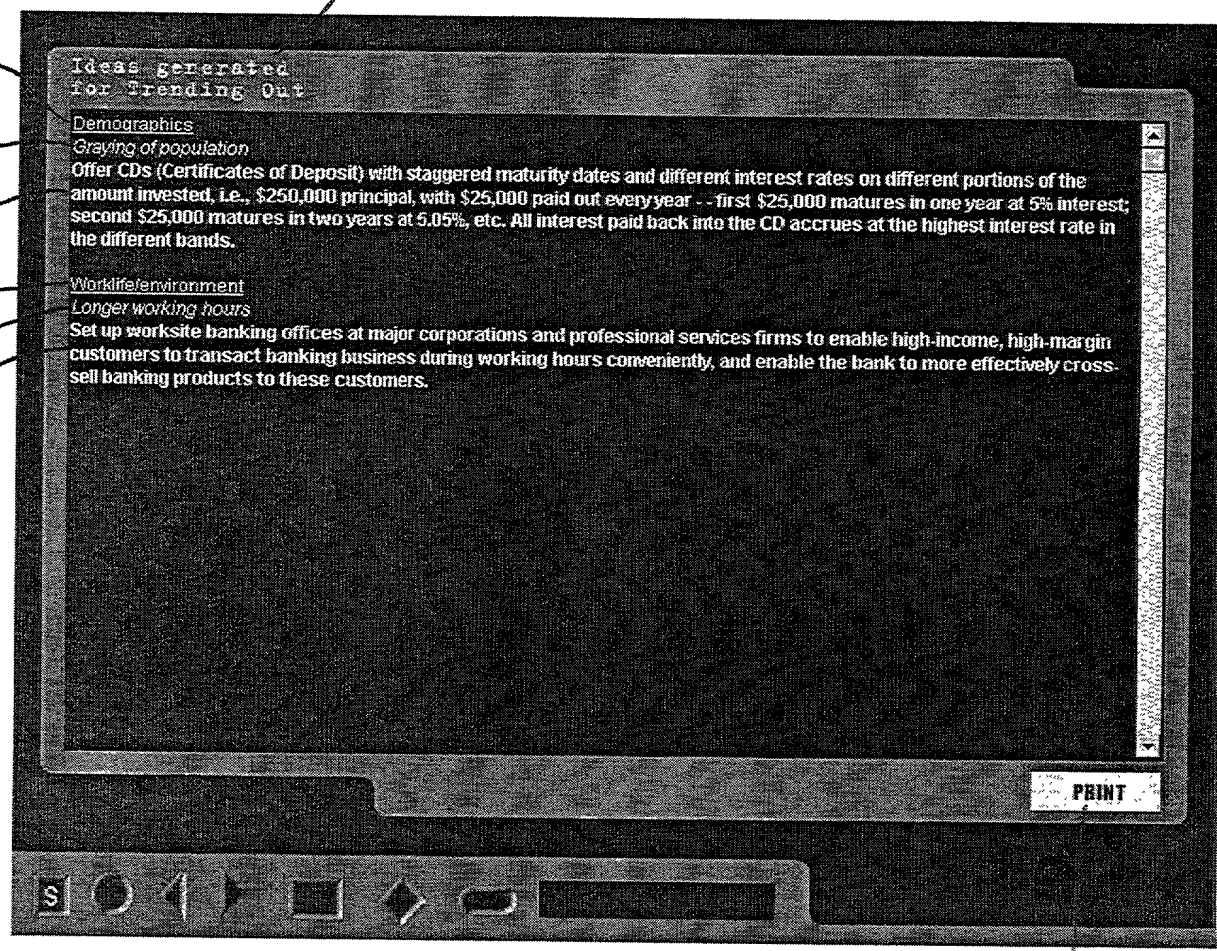 Ideas generated
for Trending Out
Demographics
Graying of population
Offer CDs (Certificates of Deposit) with staggered maturity dates and different interest rates on different portions of the
amount invested, i.e., $250,000 principal, with $25,000 paid out every year - - first $25,000 matures in one year at 5% interest;
second $25,000 matures in two years at 5.05%, etc. All interest paid back into the CD accrues at the highest interest rate in
the different bands.
Worklife/environment
Longer working hours
Set up worksite banking offices at major corporations and professional services firms to enable high-income, high-margin
customers to transact banking business during working hours conveniently, and enable the bank to more effectively cross-
sell banking products to these customers.
PRINT
S